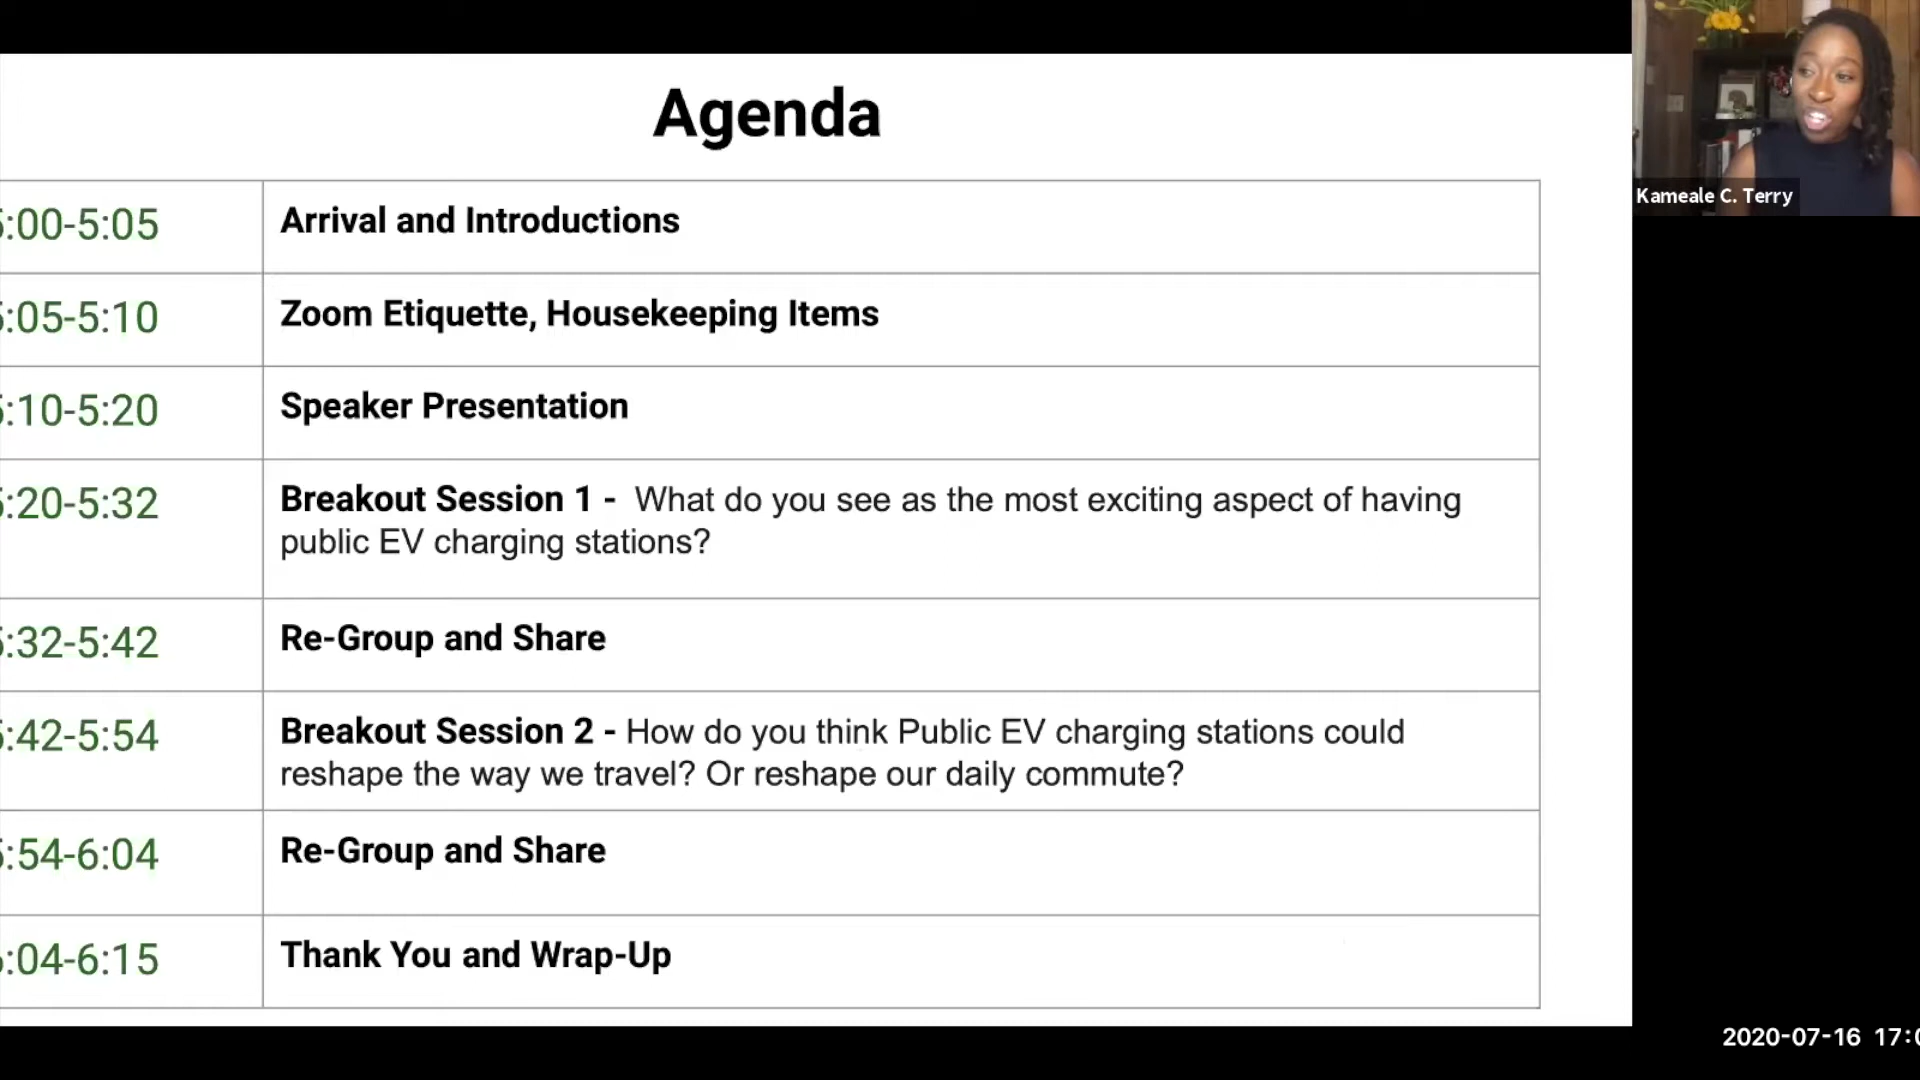 Agenda
Kameale C. Terry
:00-5:05
Arrival and Introductions
:05-5:10
Zoom Etiquette, Housekeeping Items
:10-5:20
Speaker Presentation
:20-5:32
Breakout Session 1 - What do you see as the most exciting aspect of having
public EV charging stations?
:32-5:42
Re-Group and Share
:42-5:54
Breakout Session 2 - How do you think Public EV charging stations could
reshape the way we travel? Or reshape our daily commute?
:54-6:04
Re-Group and Share
:04-6:15
Thank You and Wrap-Up
2020-07-16 17: